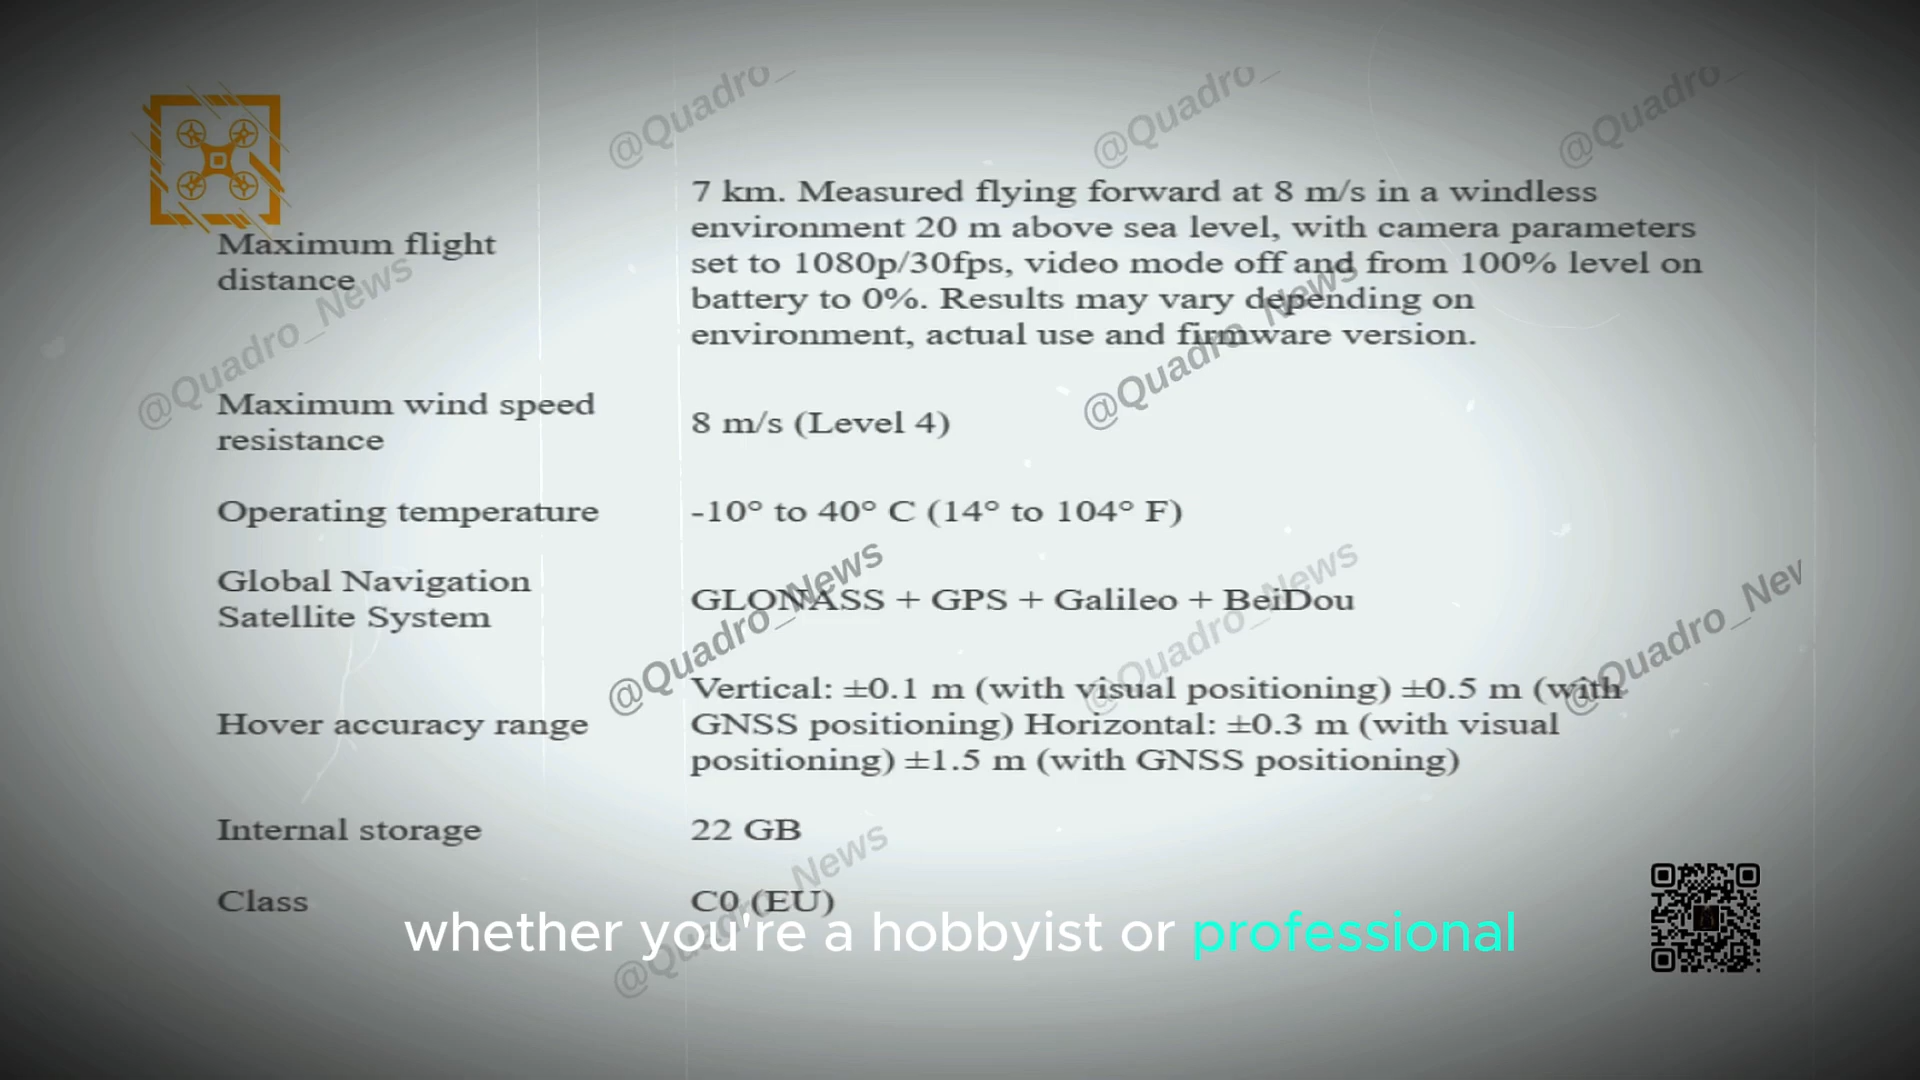 @Quadro_
@Quadro_
@Quadro_
Maximum flight
distance
7 km. Measured flying forward at 8 m/s in a windless
environment 20 m above sea level, with camera parameters
set to 1080p/30fps, video mode off and from 100% level on
battery to 0%. Results may vary depending on
environment, actual use and firmware version.
@Quadro_News
@Quadro_News
Maximum wind speed
resistance
8 m/s (Level 4)
Operating temperature
-10° to 40° C (14° to 104° F)
Global Navigation
Satellite System
GLONASS + GPS + Galileo + BeiDou
@Quadro_News
@Quadro_News
@Quadro_New
Hover accuracy range
Vertical: ±0.1 m (with visual positioning) ±0.5 m (with
GNSS positioning) Horizontal: ±0.3 m (with visual
positioning) ±1.5 m (with GNSS positioning)
Internal storage
22 GB
Class
C0 (EU)
@Quadro_News
whether you're a hobbyist or professional